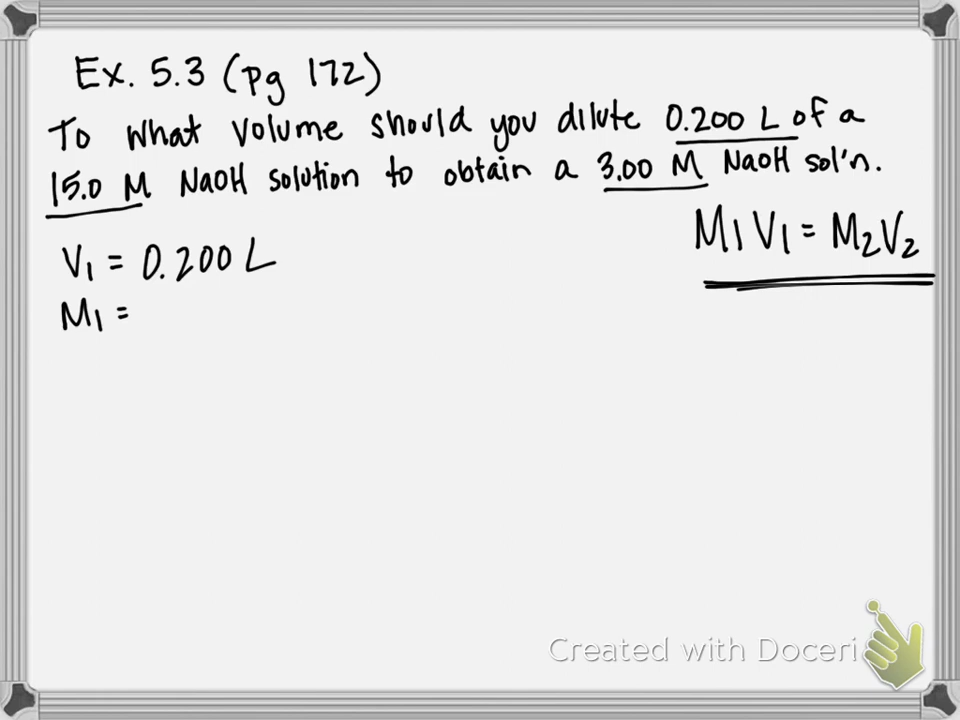 Ex. 5.3 (pg 172)
To what volume should you dilute 0.200 L of a
15.0 M NaOH solution to obtain a 3.00 M NaOH sol'n.
M₁V₁ = M₂V₂
V₁ = 0.200 L
M₁ =
Created with Doceri